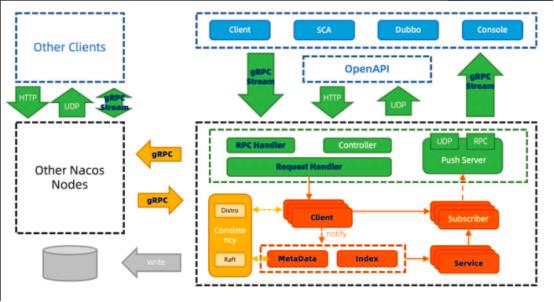 Other Clients
Client
SCA
Dubbo
Console
OpenAPI
HTTP
UDP
gRPC
Stream
gRPC
Stream
HTTP
UDP
gRPC
Stream
Other Nacos
Nodes
gRPC
gRPC
RPC Handler
Controller
Request Handler
UDP
RPC
Push Server
Distro
Consiste
ncy
Raft
Client
notify
Subscriber
MetaData
Index
Service
Write